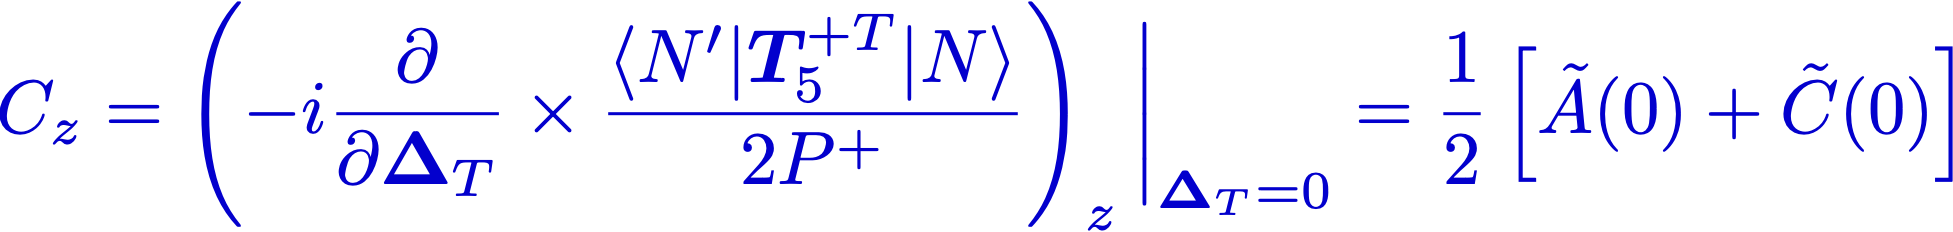 $C_z = \left( -i \frac{\partial}{\partial \boldsymbol{\Delta}_T} \times \frac{\langle N' | \boldsymbol{T}_5^{+T} | N \rangle}{2P^+} \right)_z \Big|_{\boldsymbol{\Delta}_T = 0} = \frac{1}{2} \left[ \tilde{A}(0) + \tilde{C}(0) \right]$